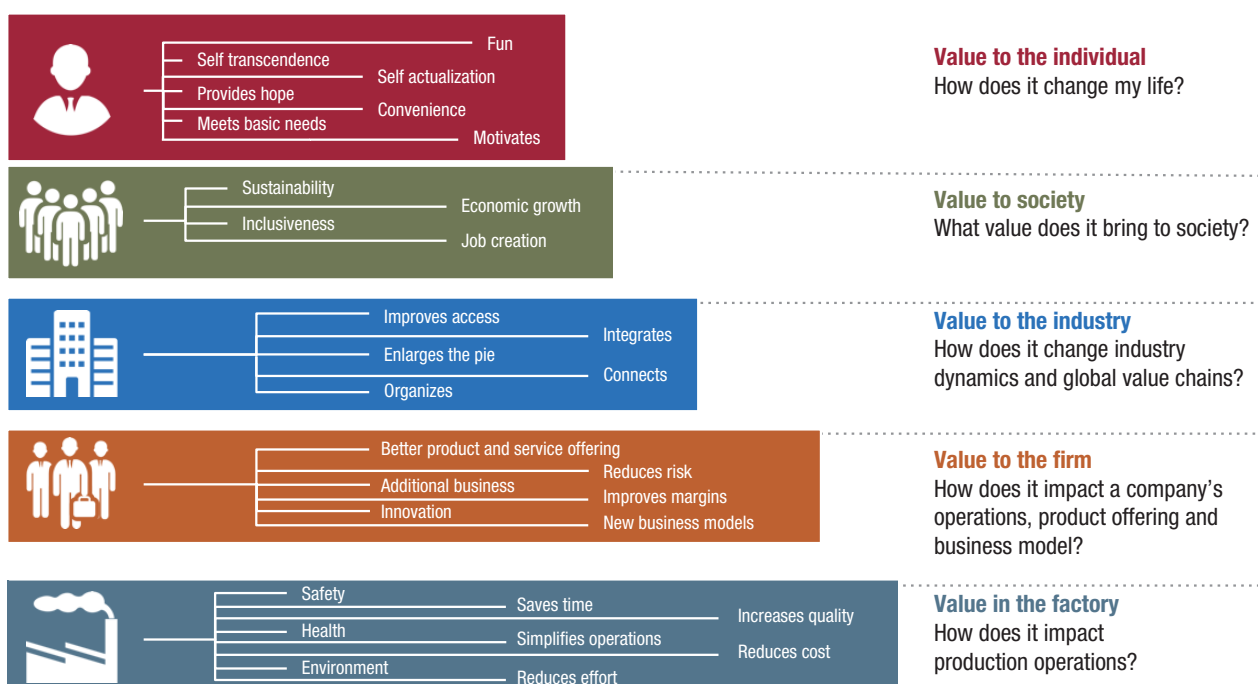 Fun
Self transcendence
Self actualization
Provides hope
Convenience
Meets basic needs
Motivates
Value to the individual
How does it change my life?
Sustainability
Economic growth
Inclusiveness
Job creation
Value to society
What value does it bring to society?
Improves access
Integrates
Enlarges the pie
Connects
Organizes
Value to the industry
How does it change industry
dynamics and global value chains?
Better product and service offering
Reduces risk
Additional business
Improves margins
Innovation
New business models
Value to the firm
How does it impact a company’s
operations, product offering and
business model?
Safety
Saves time
Increases quality
Health
Simplifies operations
Reduces cost
Environment
Reduces effort
Value in the factory
How does it impact
production operations?